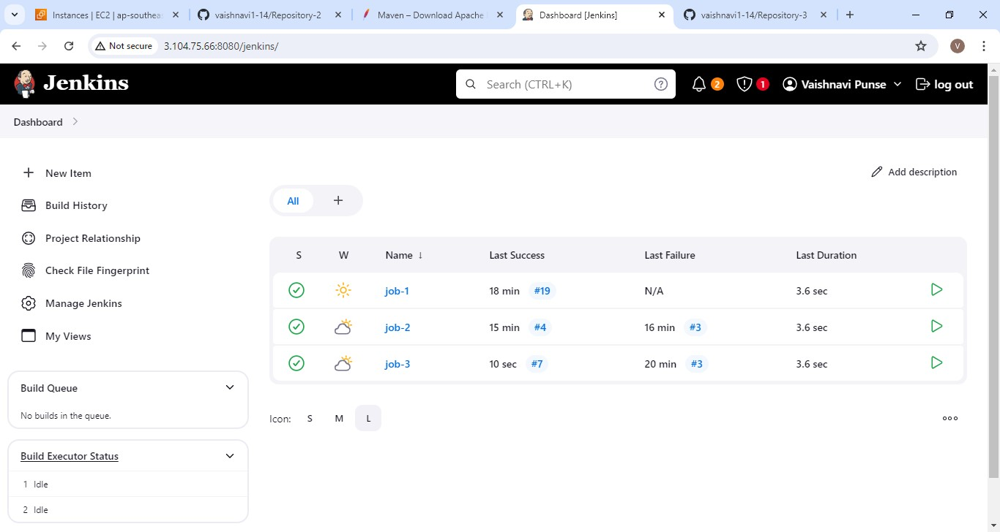 Instances | EC2 | ap-southeas
vaishnavi1-14/Repository-2
Maven – Download Apache
Dashboard [Jenkins]
vaishnavi1-14/Repository-3
Not secure
3.104.75.66:8080/jenkins/
V
Jenkins
Search (CTRL+K)
?
2
1
Vaishnavi Punse
log out
Dashboard
New Item
Build History
Project Relationship
Check File Fingerprint
Manage Jenkins
My Views
Add description
All
+
S W Name ↓ Last Success Last Failure Last Duration
job-1 18 min #19 N/A 3.6 sec
job-2 15 min #4 16 min #3 3.6 sec
job-3 10 sec #7 20 min #3 3.6 sec
Icon: S M L
Build Queue
No builds in the queue.
Build Executor Status
1 Idle
2 Idle